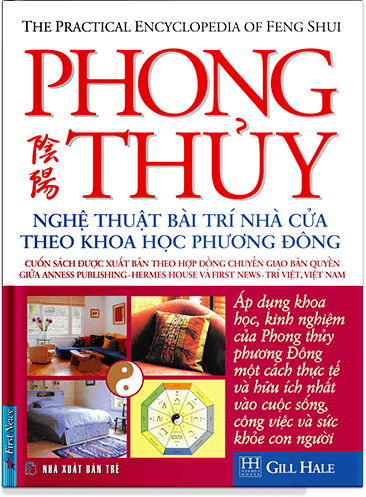 THE PRACTICAL ENCYCLOPEDIA OF FENG SHUI
PHONG
陰陽
THỦY
NGHỆ THUẬT BÀI TRÍ NHÀ CỬA
THEO KHOA HỌC PHƯƠNG ĐÔNG
CUỐN SÁCH ĐƯỢC XUẤT BẢN THEO HỢP ĐỒNG CHUYỂN GIAO BẢN QUYỀN
GIỮA ANNESS PUBLISHING - HERMES HOUSE VÀ FIRST NEWS - TRÍ VIỆT, VIỆT NAM
Áp dụng khoa
học, kinh nghiệm
của Phong thủy
phương Đông
một cách thực tế
và hữu ích nhất
vào cuộc sống,
công việc và sức
khỏe con người
First News
NHÀ XUẤT BẢN TRẺ
HH
HERMES
HOUSE
GILL HALE